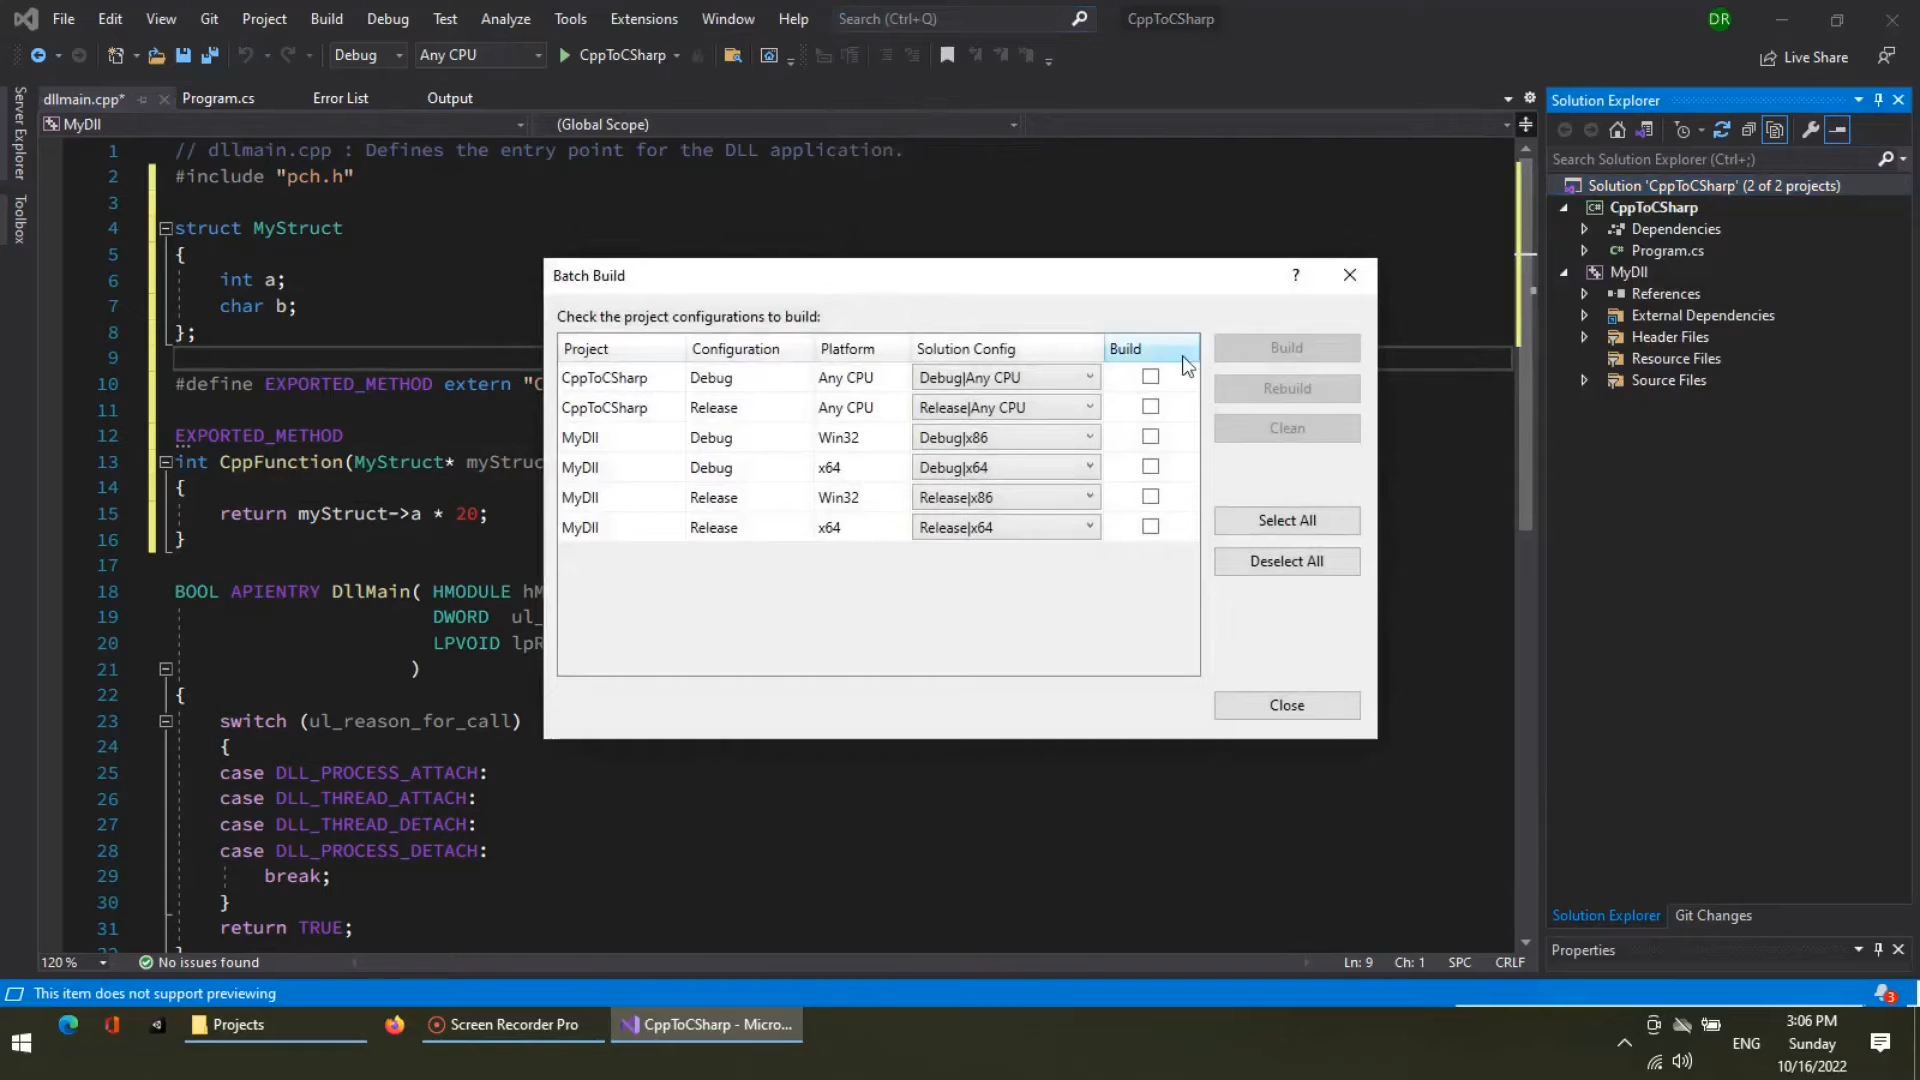 File Edit View Git Project Build Debug Test Analyze Tools Extensions Window Help Search (Ctrl+Q) CppToCSharp DR
Debug Any CPU CppToCSharp Live Share
Server Explorer
Toolbox
dllmain.cpp* Program.cs Error List Output
MyDll (Global Scope)
1 // dllmain.cpp : Defines the entry point for the DLL application.
2 #include "pch.h"
3
4 struct MyStruct
5 {
6 int a;
7 char b;
8 };
9
10 #define EXPORTED_METHOD extern "C
11
12 EXPORTED_METHOD
13 int CppFunction(MyStruct* myStruc
14 {
15 return myStruct->a * 20;
16 }
17
18 BOOL APIENTRY DllMain( HMODULE hM
19 DWORD ul_
20 LPVOID lpR
21 )
22 {
23 switch (ul_reason_for_call)
24 {
25 case DLL_PROCESS_ATTACH:
26 case DLL_THREAD_ATTACH:
27 case DLL_THREAD_DETACH:
28 case DLL_PROCESS_DETACH:
29 break;
30 }
31 return TRUE;
Batch Build ?
Check the project configurations to build:
Project Configuration Platform Solution Config Build
CppToCSharp Debug Any CPU Debug|Any CPU
CppToCSharp Release Any CPU Release|Any CPU
MyDll Debug Win32 Debug|x86
MyDll Debug x64 Debug|x64
MyDll Release Win32 Release|x86
MyDll Release x64 Release|x64
Build
Rebuild
Clean
Select All
Deselect All
Close
Solution Explorer
Search Solution Explorer (Ctrl+;)
Solution 'CppToCSharp' (2 of 2 projects)
C# CppToCSharp
Dependencies
C# Program.cs
MyDll
References
External Dependencies
Header Files
Resource Files
Source Files
Solution Explorer Git Changes
Properties
120 % No issues found Ln: 9 Ch: 1 SPC CRLF
This item does not support previewing 3
Projects Screen Recorder Pro CppToCSharp - Micro...
ENG
3:06 PM
Sunday
10/16/2022